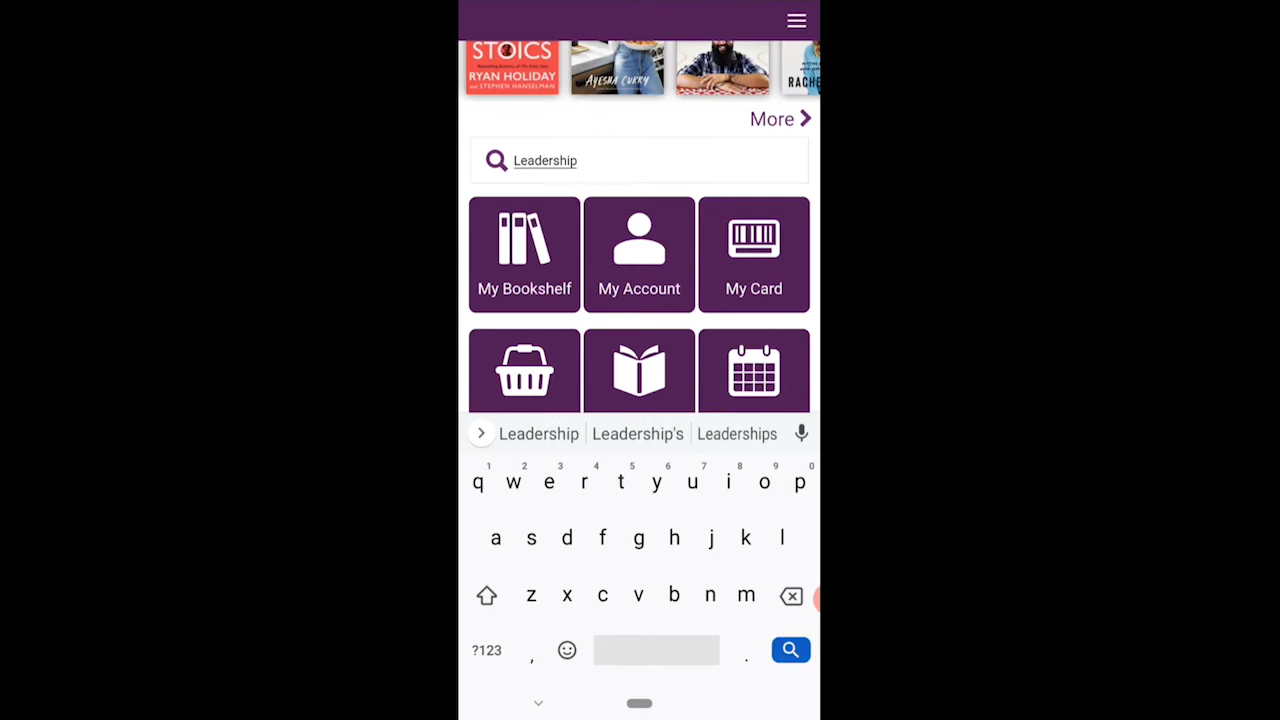 STOICS
RYAN HOLIDAY
AND STEPHEN HANSELMAN
AYESHA CURRY
RACHE
More
Leadership
My Bookshelf My Account My Card
Leadership Leadership's Leaderships
1 2 3 4 5 6 7 8 9 0
q w e r t y u i o p
a s d f g h j k l
z x c v b n m
?123 , .